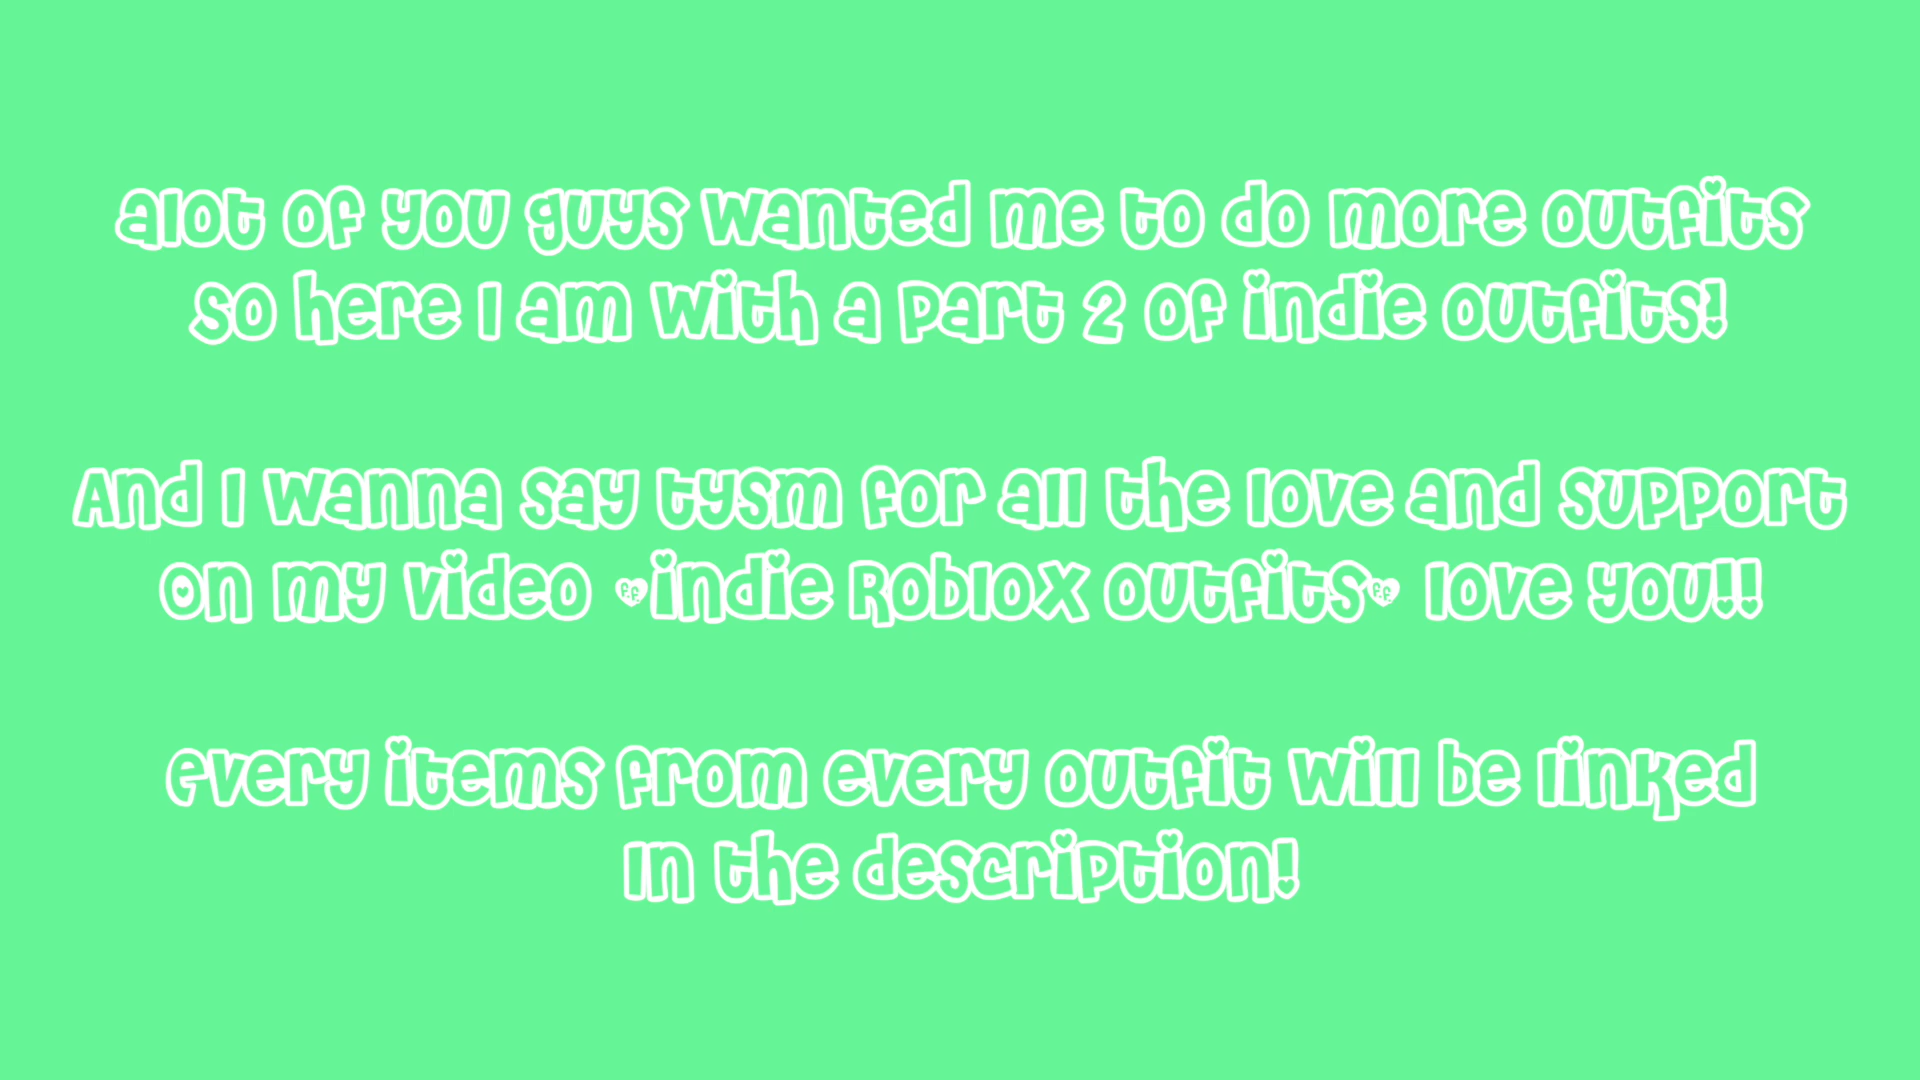 alot of you guys wanted me to do more outfits
so here I am with a part 2 of indie outfits!
And I wanna say tysm for all the love and support
On my video indie Roblox outfits love you!!
every items from every outfit will be linked
In the description!